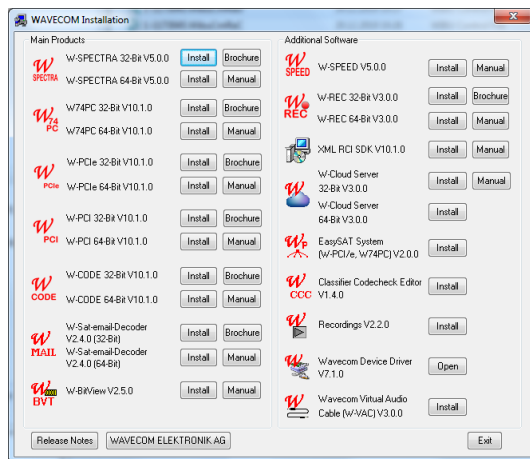 WAVECOM Installation
Main Products
W SPECTRA
W-SPECTRA 32-Bit V5.0.0 Install Brochure
W-SPECTRA 64-Bit V5.0.0 Install Manual
W 74 PC
W74PC 32-Bit V10.1.0 Install Brochure
W74PC 64-Bit V10.1.0 Install Manual
W PCIe
W-PCIe 32-Bit V10.1.0 Install Brochure
W-PCIe 64-Bit V10.1.0 Install Manual
W PCI
W-PCI 32-Bit V10.1.0 Install Brochure
W-PCI 64-Bit V10.1.0 Install Manual
W CODE
W-CODE 32-Bit V10.1.0 Install Brochure
W-CODE 64-Bit V10.1.0 Install Manual
W MAIL
W-Sat-email-Decoder
V2.4.0 (32-Bit) Install Brochure
W-Sat-email-Decoder
V2.4.0 (64-Bit) Install Manual
W BVT
W-BitView V2.5.0 Install Manual
Additional Software
W SPEED
W-SPEED V5.0.0 Install Manual
W REC
W-REC 32-Bit V3.0.0 Install Brochure
W-REC 64-Bit V3.0.0 Install Manual
XML RCI SDK V10.1.0 Install Manual
W
W-Cloud Server
32-Bit V3.0.0 Install Manual
W-Cloud Server
64-Bit V3.0.0 Install
W P
EasySAT System
(W-PCI/e, W74PC) V2.0.0 Install
W CCC
Classifier Codecheck Editor
V1.4.0 Install
W
Recordings V2.2.0 Install
W
Wavecom Device Driver
V7.1.0 Open
W
Wavecom Virtual Audio
Cable (W-VAC) V3.0.0 Install
Release Notes WAVECOM ELEKTRONIK AG Exit